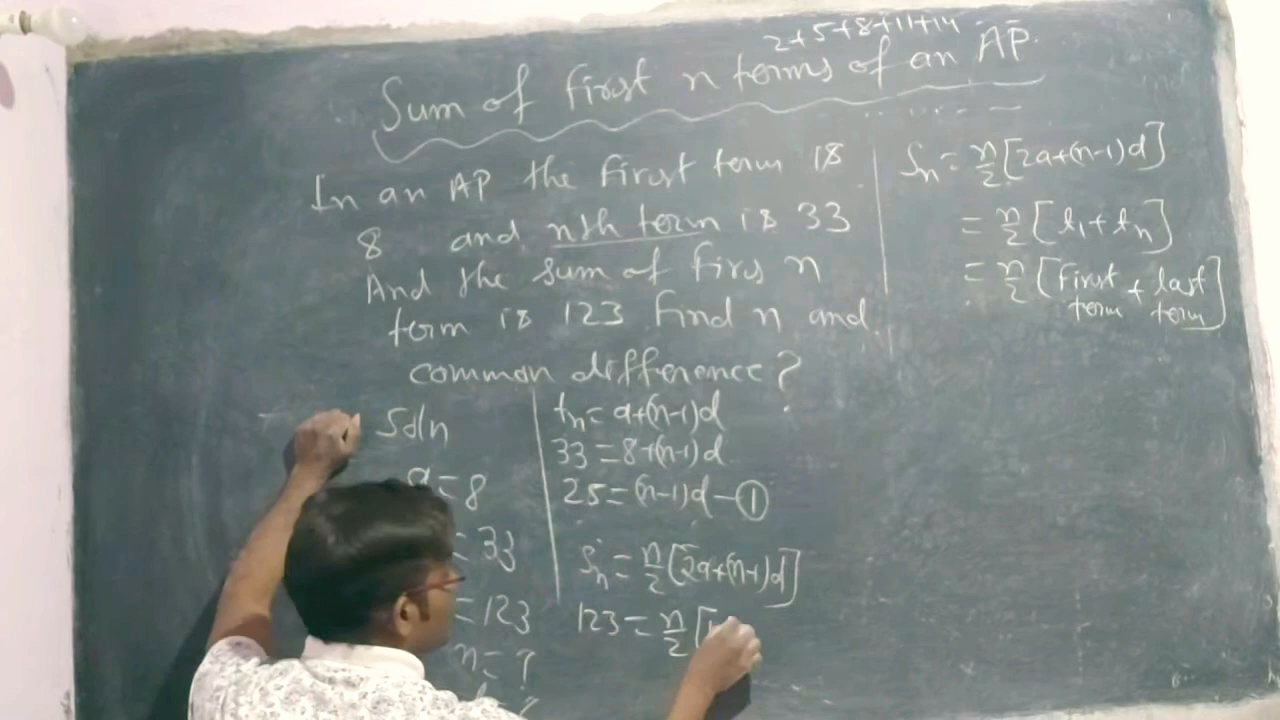 2+5+8+11+14
Sum of first n terms of an AP.
In an AP the first term is
8 and nth term is 33
And the sum of firs n
term is 123 find n and
common difference?
Soln
a=8
=33
=123
n=?
tn=a+(n-1)d
33=8+(n-1)d
25=(n-1)d-①
Sn=n/2[2a+(n-1)d]
123=n/2[1
Sn=n/2[2a+(n-1)d]
=n/2[t1+tn]
=n/2[First term + last term]